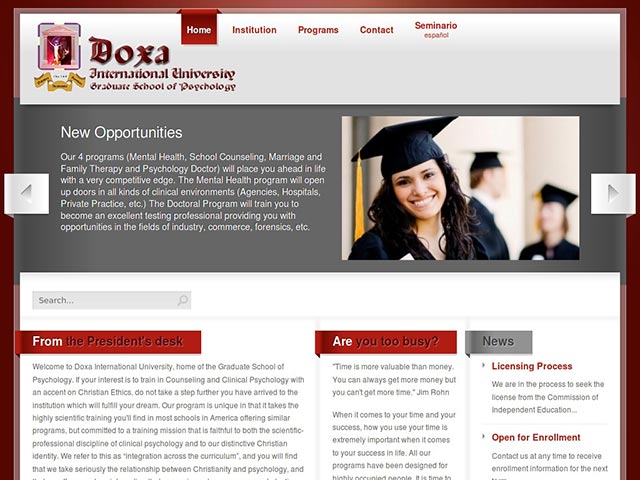 Home
Institution
Programs
Contact
Seminario
español
Doxa
International University
Graduate School of Psychology
New Opportunities
Our 4 programs (Mental Health, School Counseling, Marriage and
Family Therapy and Psychology Doctor) will place you ahead in life
with a very competitive edge. The Mental Health program will open
up doors in all kinds of clinical environments (Agencies, Hospitals,
Private Practice, etc.) The Doctoral Program will train you to
become an excellent testing professional providing you with
opportunities in the fields of industry, commerce, forensics, etc.
Search...
From the President's desk
Welcome to Doxa International University, home of the Graduate School of
Psychology. If your interest is to train in Counseling and Clinical Psychology with
an accent on Christian Ethics, do not take a step further you have arrived to the
institution which will fulfill your dream. Our program is unique in that it takes the
highly scientific training you'll find in most schools in America offering similar
programs, but committed to a training mission that is faithful to both the scientific-
professional discipline of clinical psychology and to our distinctive Christian
identity. We refer to this as “integration across the curriculum”, and you will find
that we take seriously the relationship between Christianity and psychology, and
Are you too busy?
"Time is more valuable than money.
You can always get more money but
you can't get more time." Jim Rohn
When it comes to your time and your
success, how you use your time is
extremely important when it comes
to your success in life. All our
programs have been designed for
highly occupied people. It is time to
News
Licensing Process
We are in the process to seek the
license from the Commission of
Independent Education...
Open for Enrollment
Contact us at any time to receive
enrollment information for the next